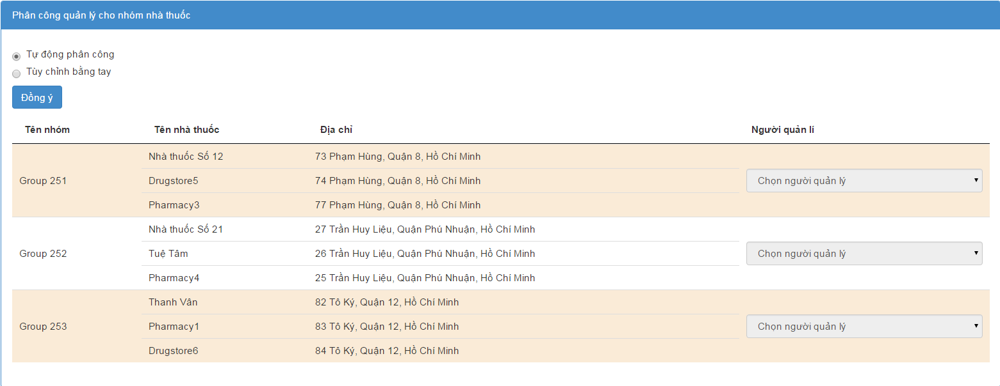 Phân công quản lý cho nhóm nhà thuốc
Tự động phân công
Tùy chỉnh bằng tay
Đồng ý
Tên nhóm Tên nhà thuốc Địa chỉ Người quản lí
Nhà thuốc Số 12 73 Phạm Hùng, Quận 8, Hồ Chí Minh
Group 251 Drugstore5 74 Phạm Hùng, Quận 8, Hồ Chí Minh Chọn người quản lý
Pharmacy3 77 Phạm Hùng, Quận 8, Hồ Chí Minh
Nhà thuốc Số 21 27 Trần Huy Liệu, Quận Phú Nhuận, Hồ Chí Minh
Group 252 Tuệ Tâm 26 Trần Huy Liệu, Quận Phú Nhuận, Hồ Chí Minh Chọn người quản lý
Pharmacy4 25 Trần Huy Liệu, Quận Phú Nhuận, Hồ Chí Minh
Thanh Vân 82 Tô Ký, Quận 12, Hồ Chí Minh
Group 253 Pharmacy1 83 Tô Ký, Quận 12, Hồ Chí Minh Chọn người quản lý
Drugstore6 84 Tô Ký, Quận 12, Hồ Chí Minh